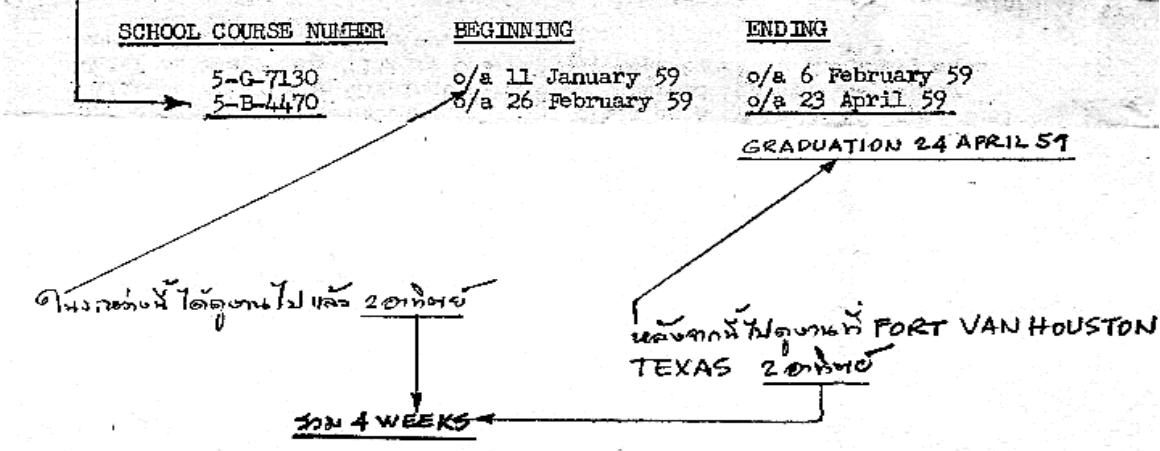 SCHOOL COURSE NUMBER BEGINNING ENDING
5-G-7130 o/a 11 January 59 o/a 6 February 59
5-B-4470 o/a 26 February 59 o/a 23 April 59
GRADUATION 24 APRIL 59
ในระหว่างนี้ ได้ดูงานไปแล้ว 2 อาทิตย์
หลังจากนี้ไปดูงานที่ FORT VAN HOUSTON
TEXAS 2 อาทิตย์
รวม 4 WEEKS